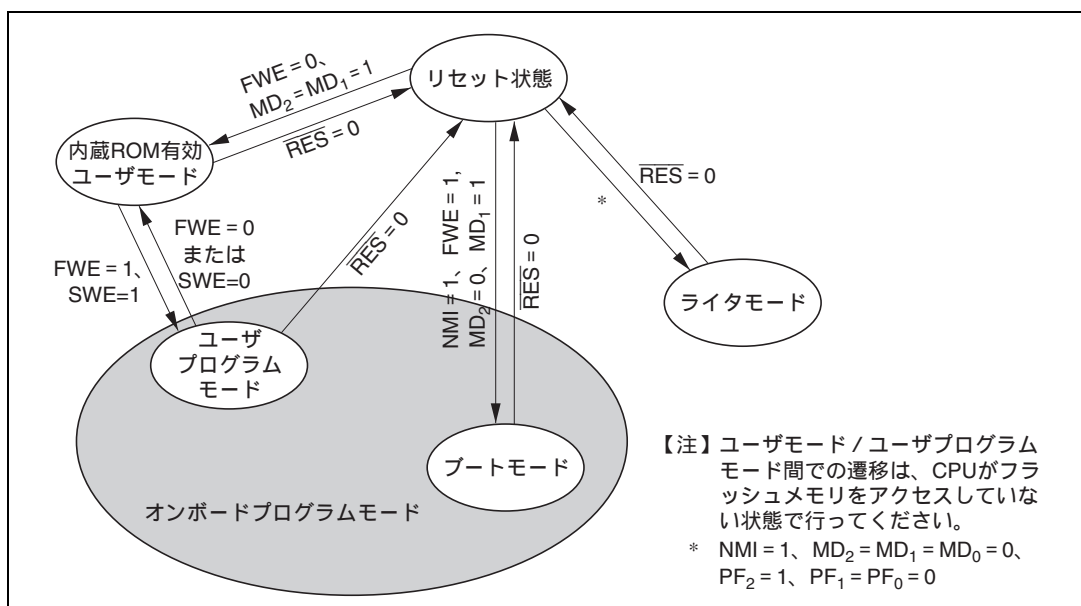 リセット状態
FWE = 0、
MD₂ = MD₁ = 1
R̅E̅S̅ = 0
内蔵ROM有効
ユーザモード
FWE = 1、
SWE=1
FWE = 0
または
SWE=0
R̅E̅S̅ = 0
NMI = 1、FWE = 1,
MD₂ = 0、MD₁ = 1
R̅E̅S̅ = 0
*
R̅E̅S̅ = 0
ライタモード
ユーザ
プログラム
モード
ブートモード
オンボードプログラムモード
【注】ユーザモード / ユーザプログラム
モード間での遷移は、CPUがフラ
ッシュメモリをアクセスしていな
い状態で行ってください。
* NMI = 1、MD₂ = MD₁ = MD₀ = 0、
PF₂ = 1、PF₁ = PF₀ = 0